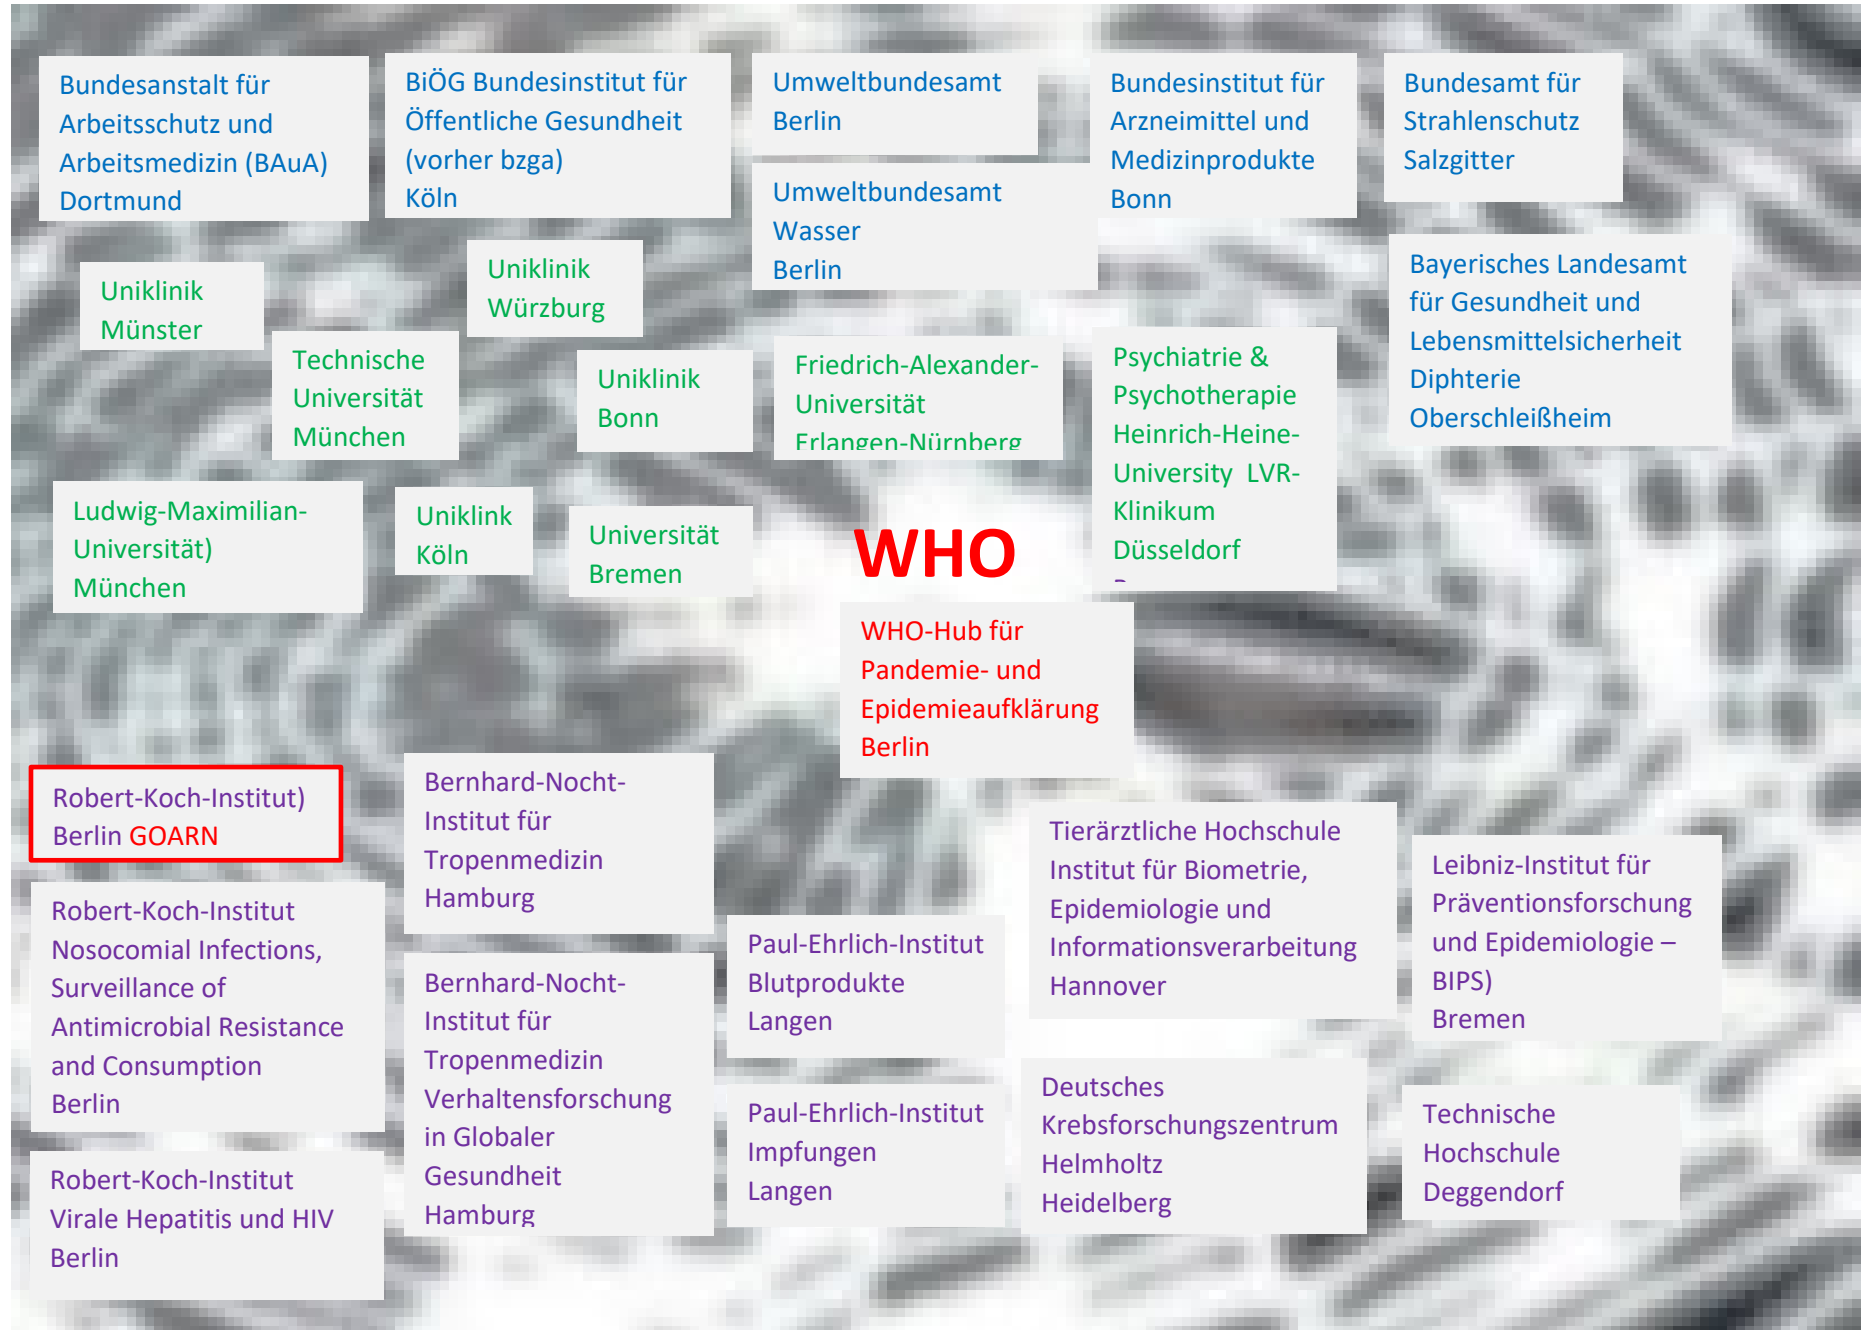 Bundesanstalt für
Arbeitsschutz und
Arbeitsmedizin (BAuA)
Dortmund
BiÖG Bundesinstitut für
Öffentliche Gesundheit
(vorher bzga)
Köln
Umweltbundesamt
Berlin
Umweltbundesamt
Wasser
Berlin
Bundesinstitut für
Arzneimittel und
Medizinprodukte
Bonn
Bundesamt für
Strahlenschutz
Salzgitter
Bayerisches Landesamt
für Gesundheit und
Lebensmittelsicherheit
Diphterie
Oberschleißheim
Uniklinik
Münster
Uniklinik
Würzburg
Technische
Universität
München
Uniklinik
Bonn
Friedrich-Alexander-
Universität
Erlangen-Nürnberg
Psychiatrie &
Psychotherapie
Heinrich-Heine-
University LVR-
Klinikum
Düsseldorf
Ludwig-Maximilian-
Universität)
München
Uniklink
Köln
Universität
Bremen
WHO
WHO-Hub für
Pandemie- und
Epidemieaufklärung
Berlin
Robert-Koch-Institut)
Berlin GOARN
Robert-Koch-Institut
Nosocomial Infections,
Surveillance of
Antimicrobial Resistance
and Consumption
Berlin
Robert-Koch-Institut
Virale Hepatitis und HIV
Berlin
Bernhard-Nocht-
Institut für
Tropenmedizin
Hamburg
Bernhard-Nocht-
Institut für
Tropenmedizin
Verhaltensforschung
in Globaler
Gesundheit
Hamburg
Paul-Ehrlich-Institut
Blutprodukte
Langen
Paul-Ehrlich-Institut
Impfungen
Langen
Tierärztliche Hochschule
Institut für Biometrie,
Epidemiologie und
Informationsverarbeitung
Hannover
Deutsches
Krebsforschungszentrum
Helmholtz
Heidelberg
Leibniz-Institut für
Präventionsforschung
und Epidemiologie –
BIPS)
Bremen
Technische
Hochschule
Deggendorf